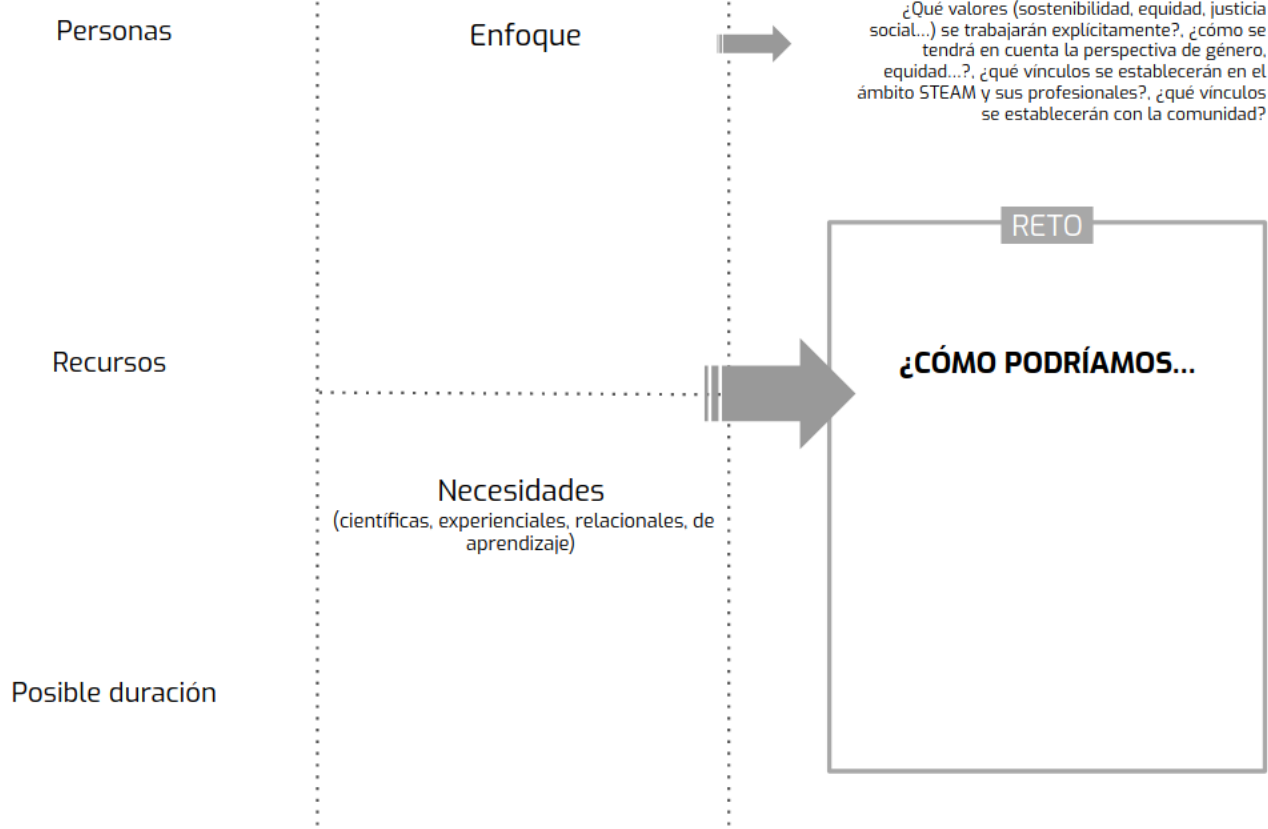 Personas
Recursos
Posible duración
Enfoque
Necesidades
(científicas, experienciales, relacionales, de
aprendizaje)
¿Qué valores (sostenibilidad, equidad, justicia
social...) se trabajarán explícitamente?, ¿cómo se
tendrá en cuenta la perspectiva de género,
equidad...?, ¿qué vínculos se establecerán en el
ámbito STEAM y sus profesionales?, ¿qué vínculos
se establecerán con la comunidad?
RETO
¿CÓMO PODRÍAMOS...